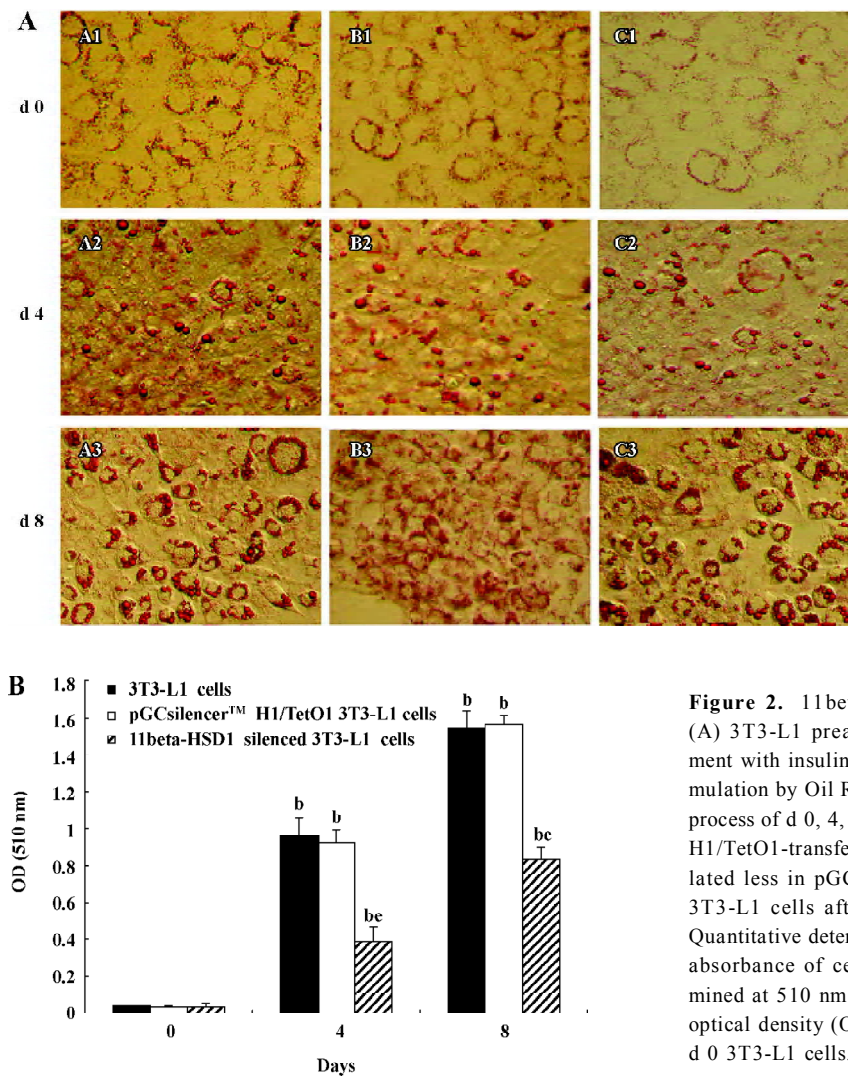 A
A1 B1 C1
d 0
A2 B2 C2
d 4
A3 B3 C3
d 8
B
1.8
1.6
1.4
1.2
1
0.8
0.6
0.4
0.2
0
OD (510 nm)
3T3-L1 cells
pGCsilencer™ H1/TetO1 3T3-L1 cells
11beta-HSD1 silenced 3T3-L1 cells
b b
bc
b b
bc
0 4 8
Days
Figure 2. 11bet
(A) 3T3-L1 prea
ment with insulin
mulation by Oil R
process of d 0, 4,
H1/TetO1-transfe
lated less in pGC
3T3-L1 cells aft
Quantitative deter
absorbance of ce
mined at 510 nm
optical density (O
d 0 3T3-L1 cells.